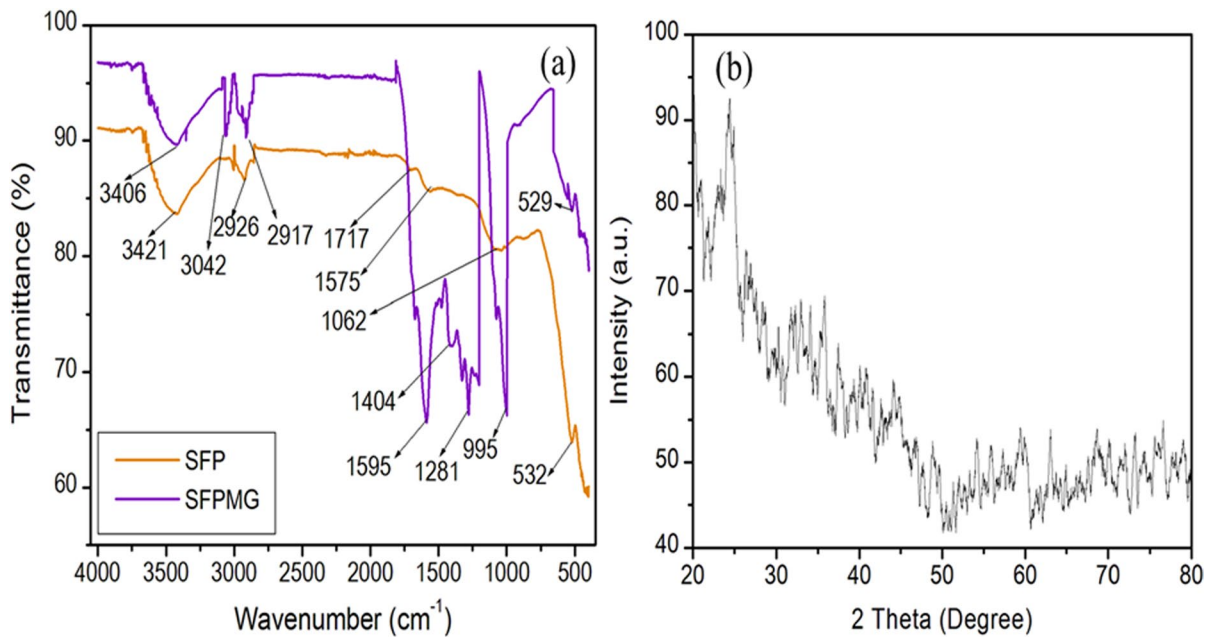 (a)
Transmittance (%)
100
90
80
70
60
3406
3421
3042
2926
2917
1717
1575
1062
1404
1595
1281
995
529
532
SFP
SFPMG
4000 3500 3000 2500 2000 1500 1000 500
Wavenumber (cm⁻¹)
(b)
Intensity (a.u.)
100
90
80
70
60
50
40
20 30 40 50 60 70 80
2 Theta (Degree)